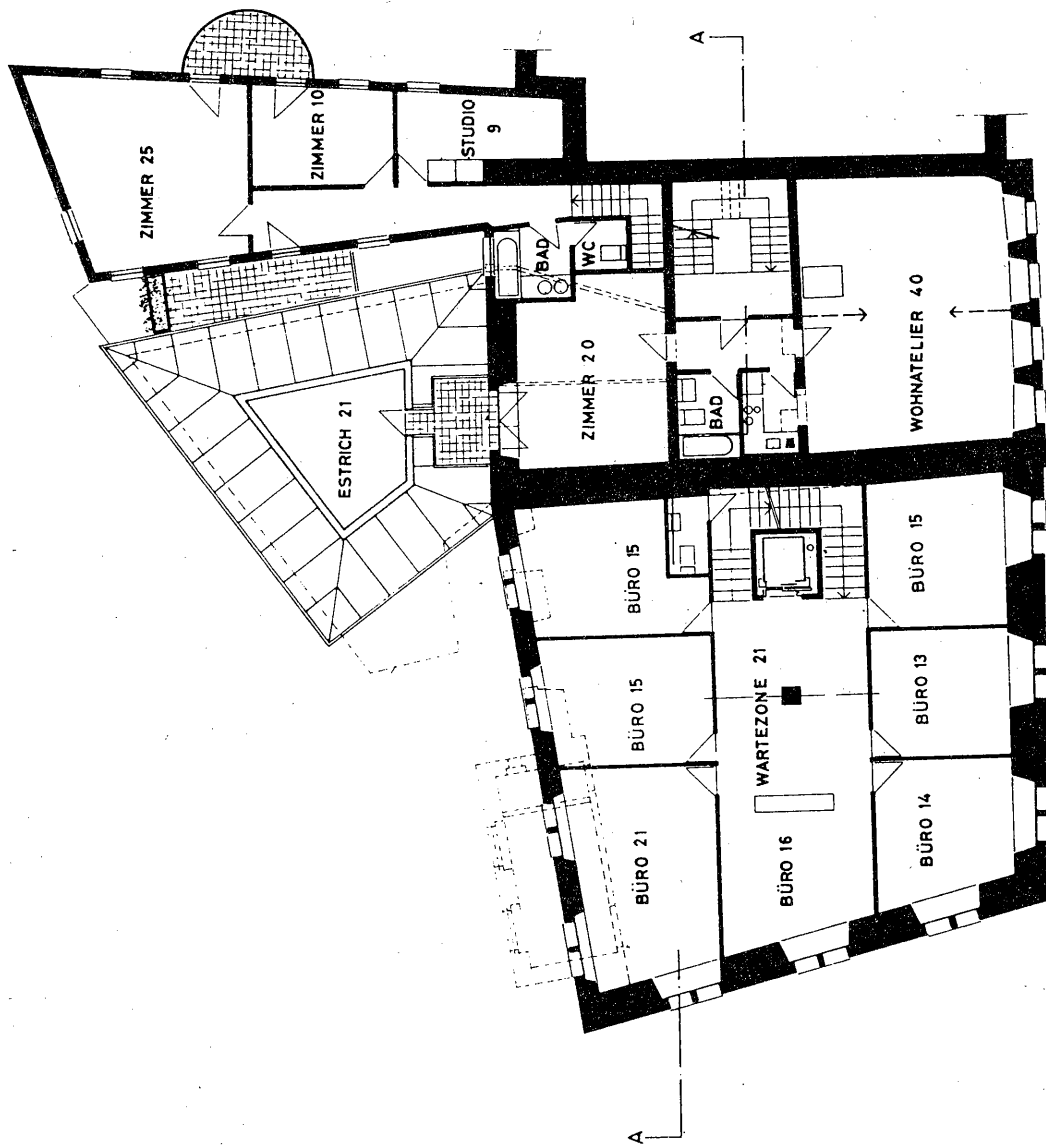 A
ZIMMER 25
ZIMMER 10
STUDIO
9
BAD
WC
ESTRICH 21
ZIMMER 20
BAD
WOHNATELIER 40
BÜRO 15
BÜRO 15
BÜRO 15
WARTEZONE 21
BÜRO 13
BÜRO 21
BÜRO 16
BÜRO 14
A